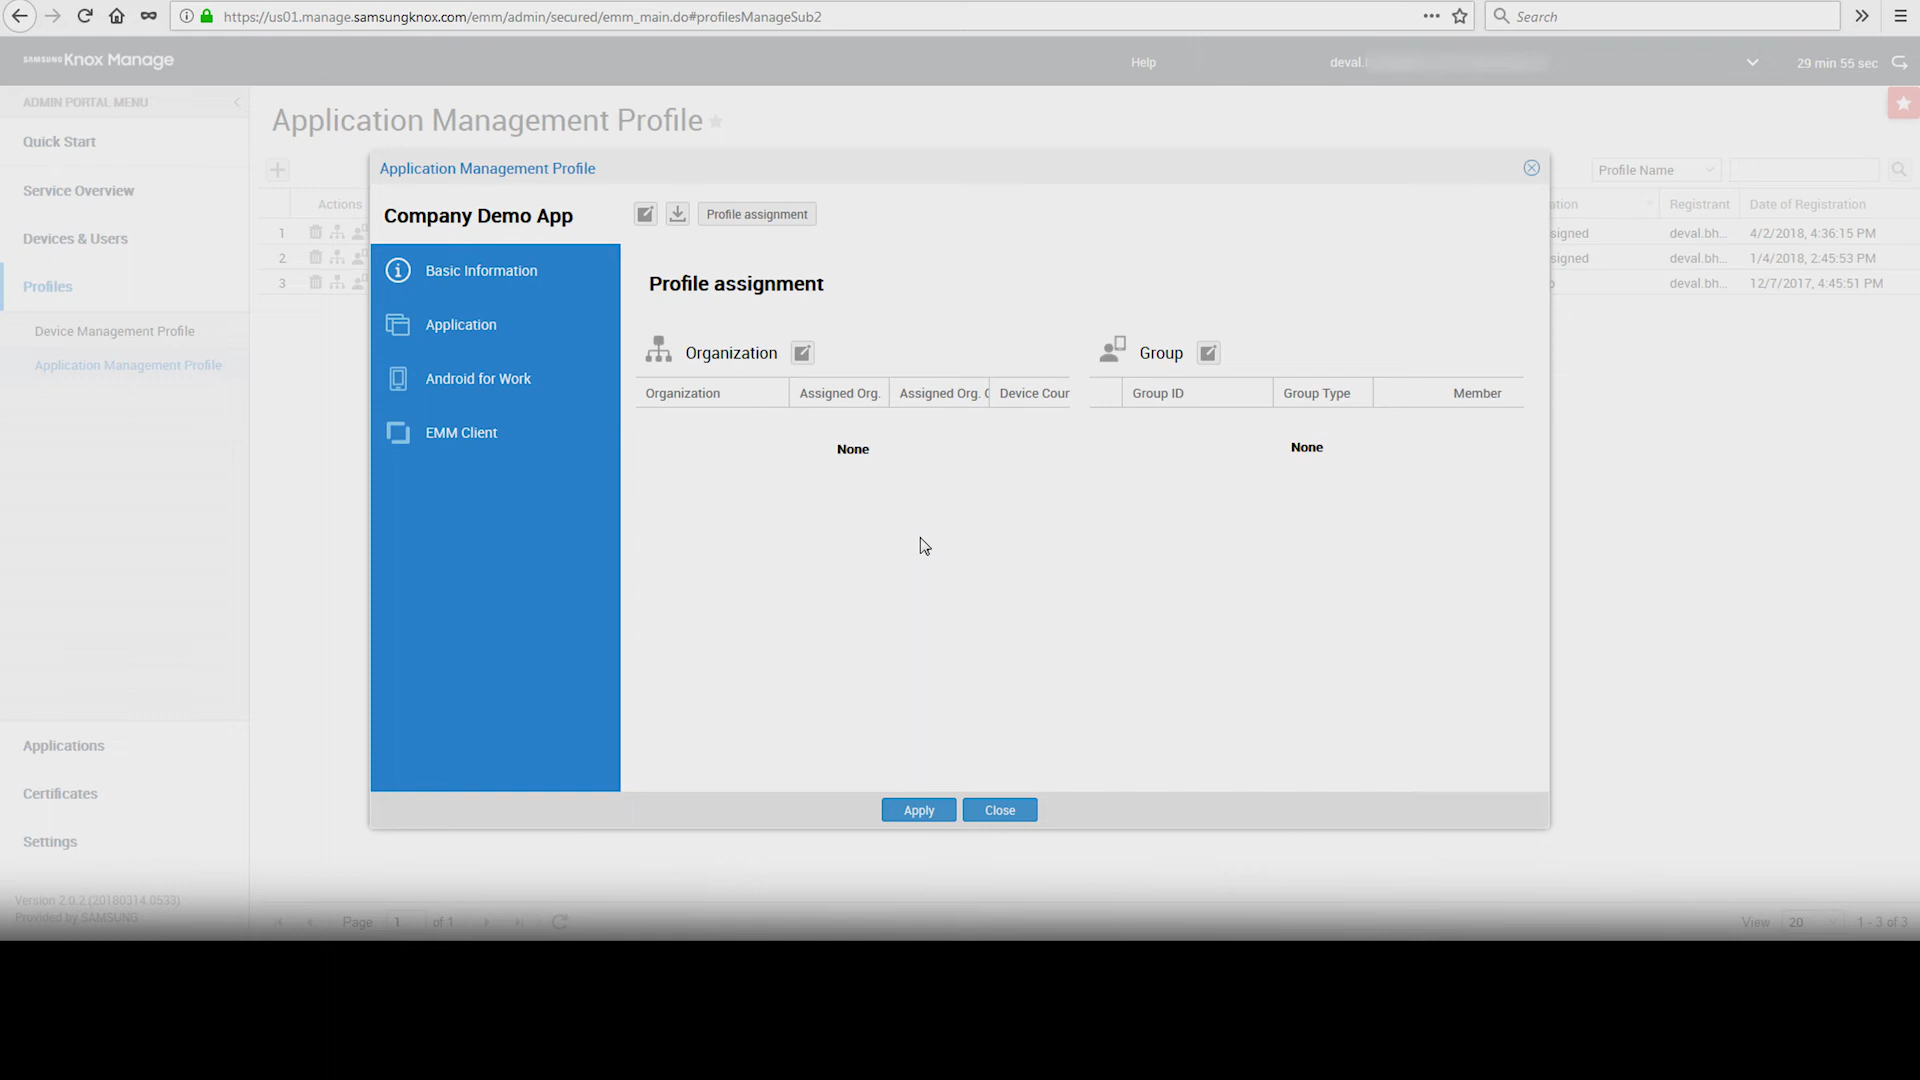 https://us01.manage.samsungknox.com/emm/admin/secured/emm_main.do#profilesManageSub2
Search
SAMSUNG Knox Manage
Help
deval.
29 min 55 sec
ADMIN PORTAL MENU
Quick Start
Service Overview
Devices & Users
Profiles
Device Management Profile
Application Management Profile
Applications
Certificates
Settings
Version 2.0.2 (20180314.0533)
Provided by SAMSUNG
Application Management Profile
Profile Name
Actions
ation
Registrant
Date of Registration
1
signed
deval.bh...
4/2/2018, 4:36:15 PM
2
signed
deval.bh...
1/4/2018, 2:45:53 PM
3
deval.bh...
12/7/2017, 4:45:51 PM
Application Management Profile
Company Demo App
Profile assignment
Basic Information
Application
Android for Work
EMM Client
Profile assignment
Organization
Organization
Assigned Org.
Assigned Org.
Device Coun
None
Group
Group ID
Group Type
Member
None
Apply
Close
Page 1 of 1
View 20 1 - 3 of 3